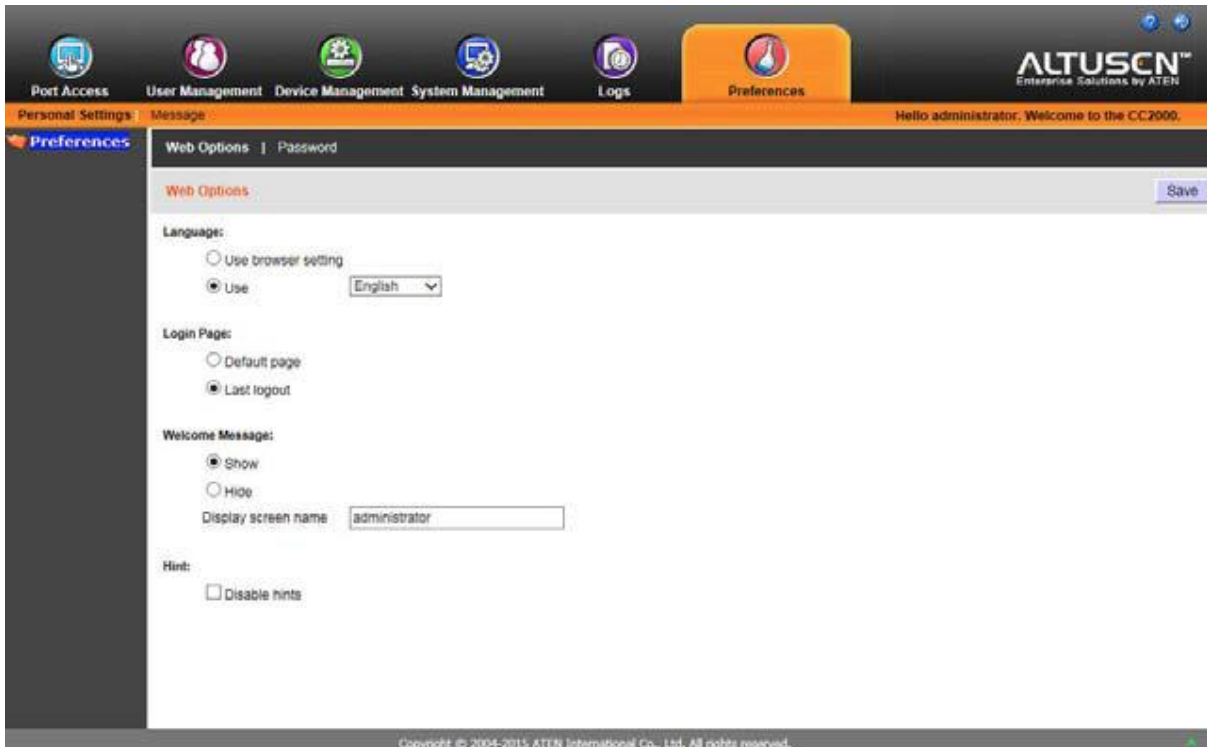 Port Access
User Management
Device Management
System Management
Logs
Preferences
ALTUSEN™
Enterprise Solutions by ATEN
Personal Settings
Message
Hello administrator. Welcome to the CC2000.
Preferences
Web Options | Password
Web Options
Save
Language:
Use browser setting
Use English
Login Page:
Default page
Last logout
Welcome Message:
Show
Hide
Display screen name administrator
Hint:
Disable hints
Copyright © 2004-2015 ATEN International Co., Ltd. All rights reserved.